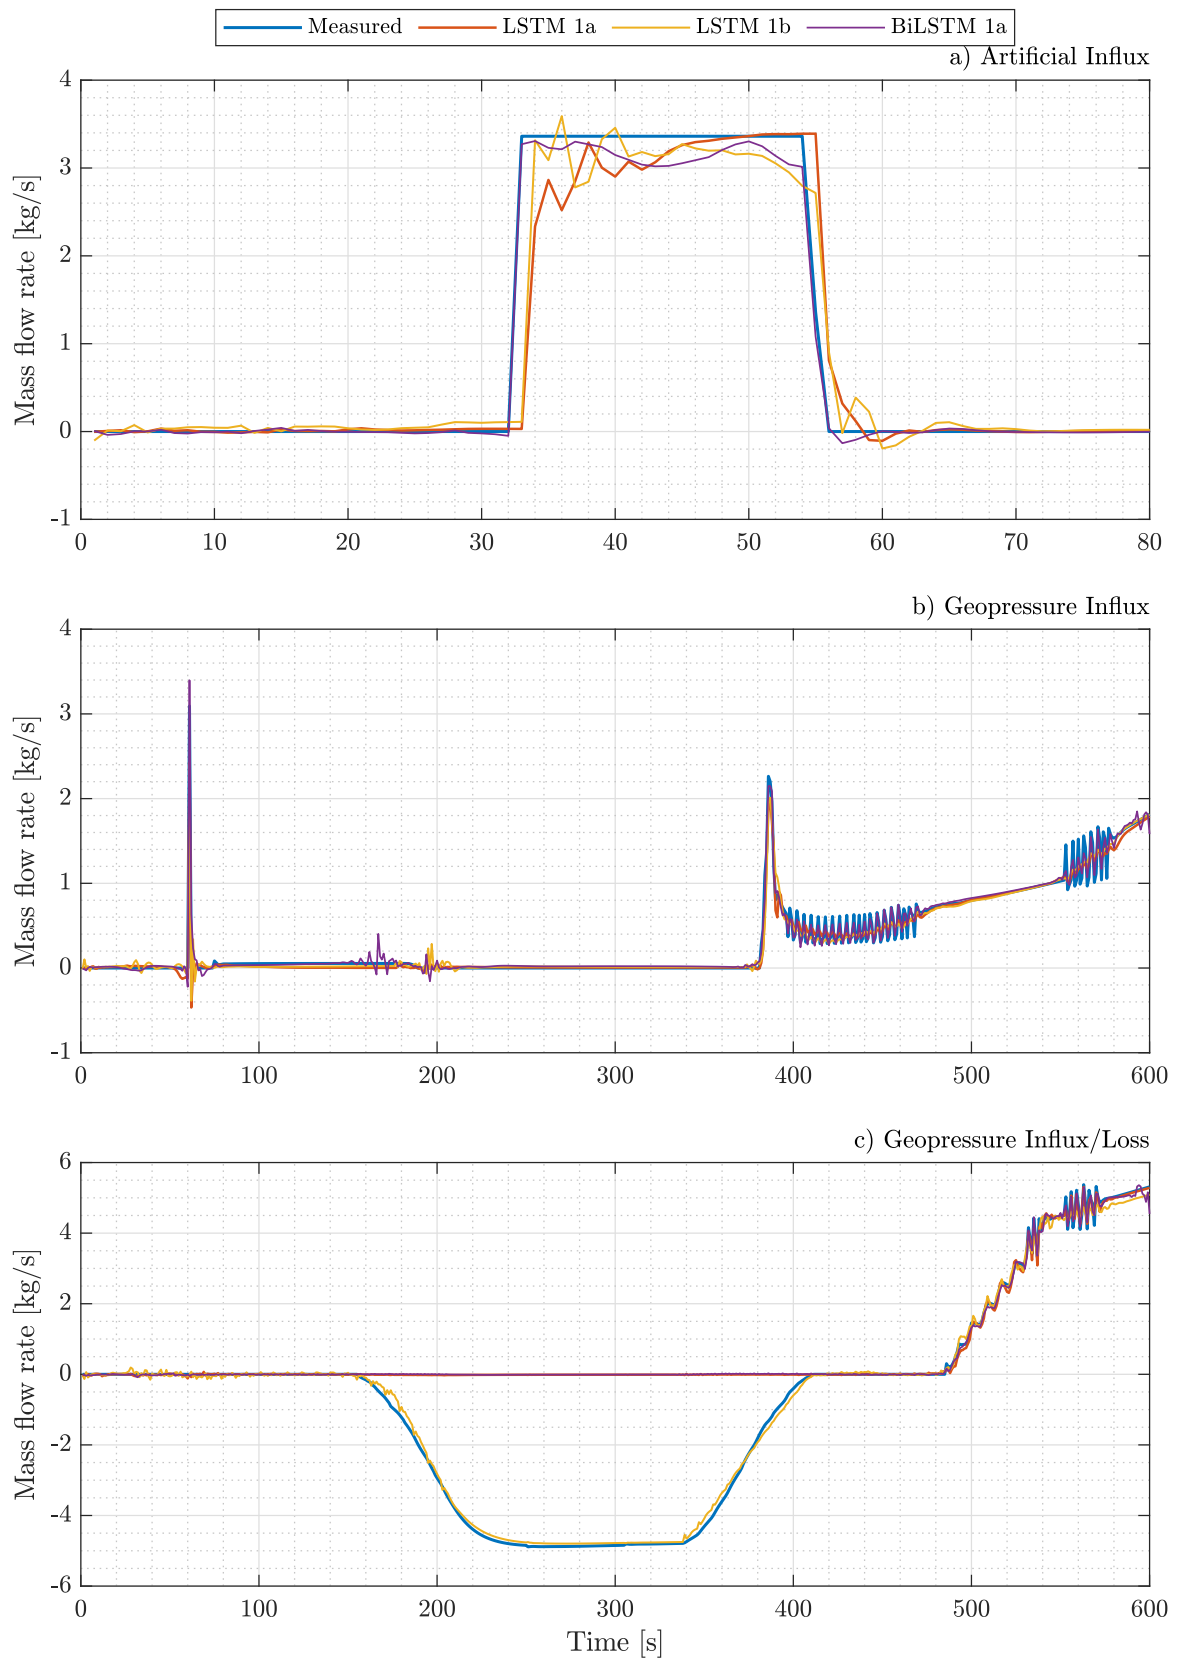 Measured LSTM 1a LSTM 1b BiLSTM 1a
a) Artificial Influx
4
3
2
1
0
-1
Mass flow rate [kg/s]
0 10 20 30 40 50 60 70 80
b) Geopressure Influx
4
3
2
1
0
-1
Mass flow rate [kg/s]
0 100 200 300 400 500 600
c) Geopressure Influx/Loss
6
4
2
0
-2
-4
-6
Mass flow rate [kg/s]
0 100 200 300 400 500 600
Time [s]